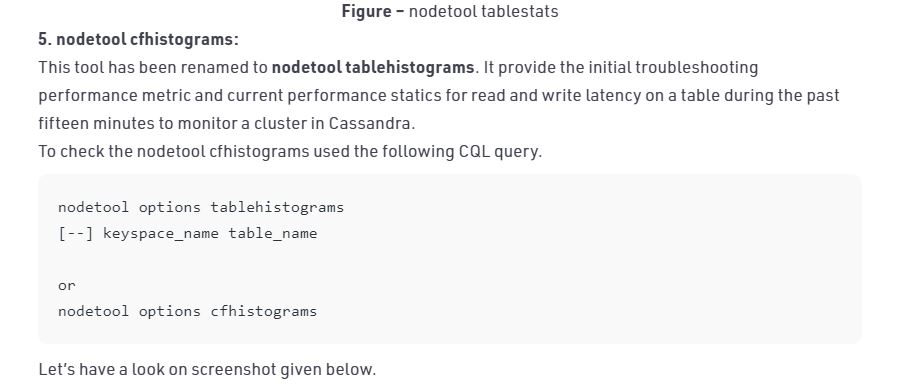 Figure – nodetool tablestats
5. nodetool cfhistograms:
This tool has been renamed to nodetool tablehistograms. It provide the initial troubleshooting
performance metric and current performance statics for read and write latency on a table during the past
fifteen minutes to monitor a cluster in Cassandra.
To check the nodetool cfhistograms used the following CQL query.
nodetool options tablehistograms
[--] keyspace_name table_name
or
nodetool options cfhistograms
Let's have a look on screenshot given below.